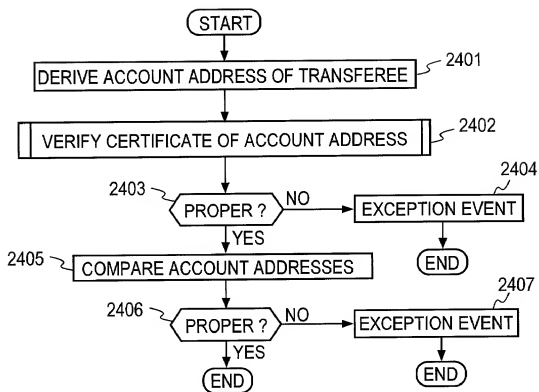 START
DERIVE ACCOUNT ADDRESS OF TRANSFEREE
2401
VERIFY CERTIFICATE OF ACCOUNT ADDRESS
2402
2403
PROPER ?
NO
2404
EXCEPTION EVENT
YES
END
2405
COMPARE ACCOUNT ADDRESSES
2406
PROPER ?
NO
2407
EXCEPTION EVENT
YES
END
END